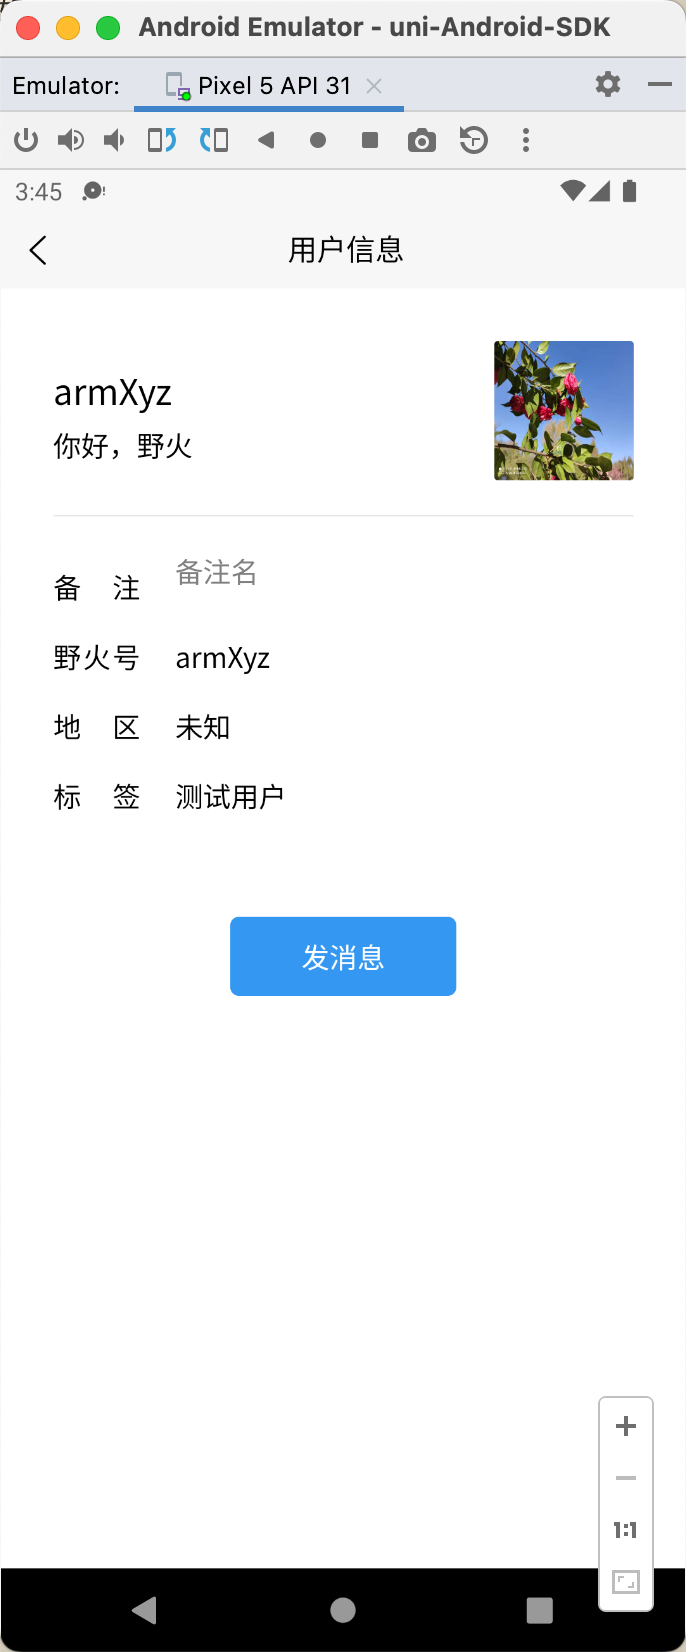 Android Emulator - uni-Android-SDK
Emulator: Pixel 5 API 31
3:45
用户信息
armXyz
你好，野火
备 注 备注名
野火号 armXyz
地 区 未知
标 签 测试用户
发消息
1:1